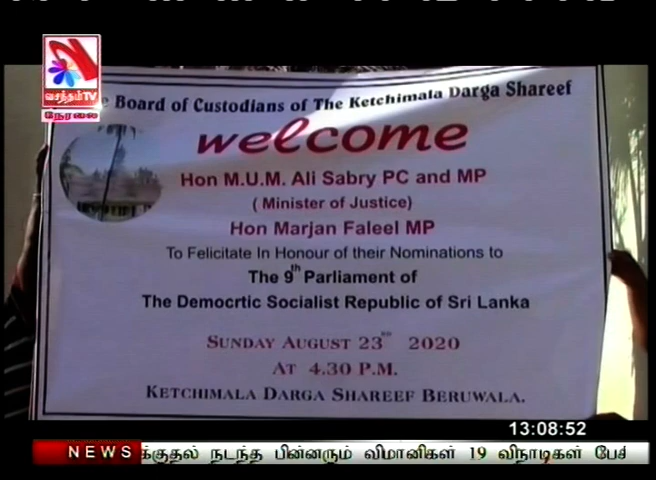 வசந்தம்TV
நேரலை
Board of Custodians of The Ketchimala Darga Shareef
welcome
Hon M.U.M. Ali Sabry PC and MP
( Minister of Justice)
Hon Marjan Faleel MP
To Felicitate In Honour of their Nominations to
The 9th Parliament of
The Democrtic Socialist Republic of Sri Lanka
SUNDAY AUGUST 23RD 2020
AT 4.30 P.M.
KETCHIMALA DARGA SHAREEF BERUWALA.
13:08:52
NEWS க்குதல் நடந்த பின்னரும் விமானிகள் 19 விநாடிகள்